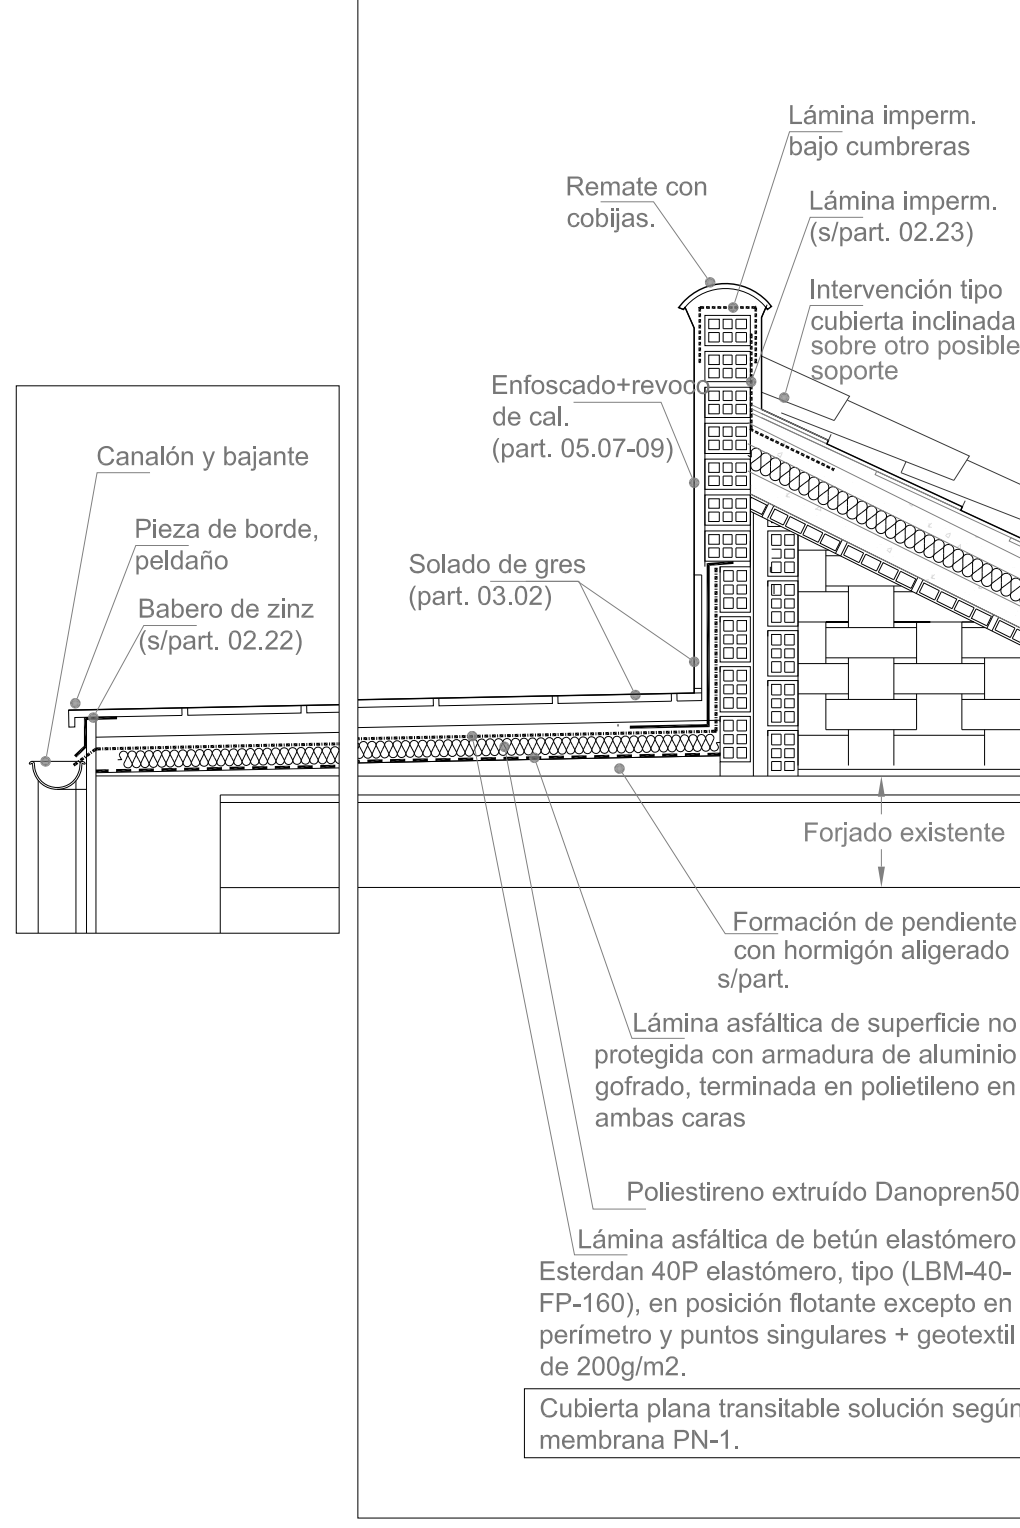 Lámina imperm.
bajo cumbreras
Remate con
cobijas.
Lámina imperm.
(s/part. 02.23)
Intervención tipo
cubierta inclinada
sobre otro posible
soporte
Enfoscado+revoco
de cal.
(part. 05.07-09)
Canalón y bajante
Pieza de borde,
peldaño
Babero de zinz
(s/part. 02.22)
Solado de gres
(part. 03.02)
Forjado existente
Formación de pendiente
con hormigón aligerado
s/part.
Lámina asfáltica de superficie no
protegida con armadura de aluminio
gofrado, terminada en polietileno en
ambas caras
Poliestireno extruído Danopren50
Lámina asfáltica de betún elastómero
Esterdan 40P elastómero, tipo (LBM-40-
FP-160), en posición flotante excepto en
perímetro y puntos singulares + geotextil
de 200g/m2.
Cubierta plana transitable solución según
membrana PN-1.